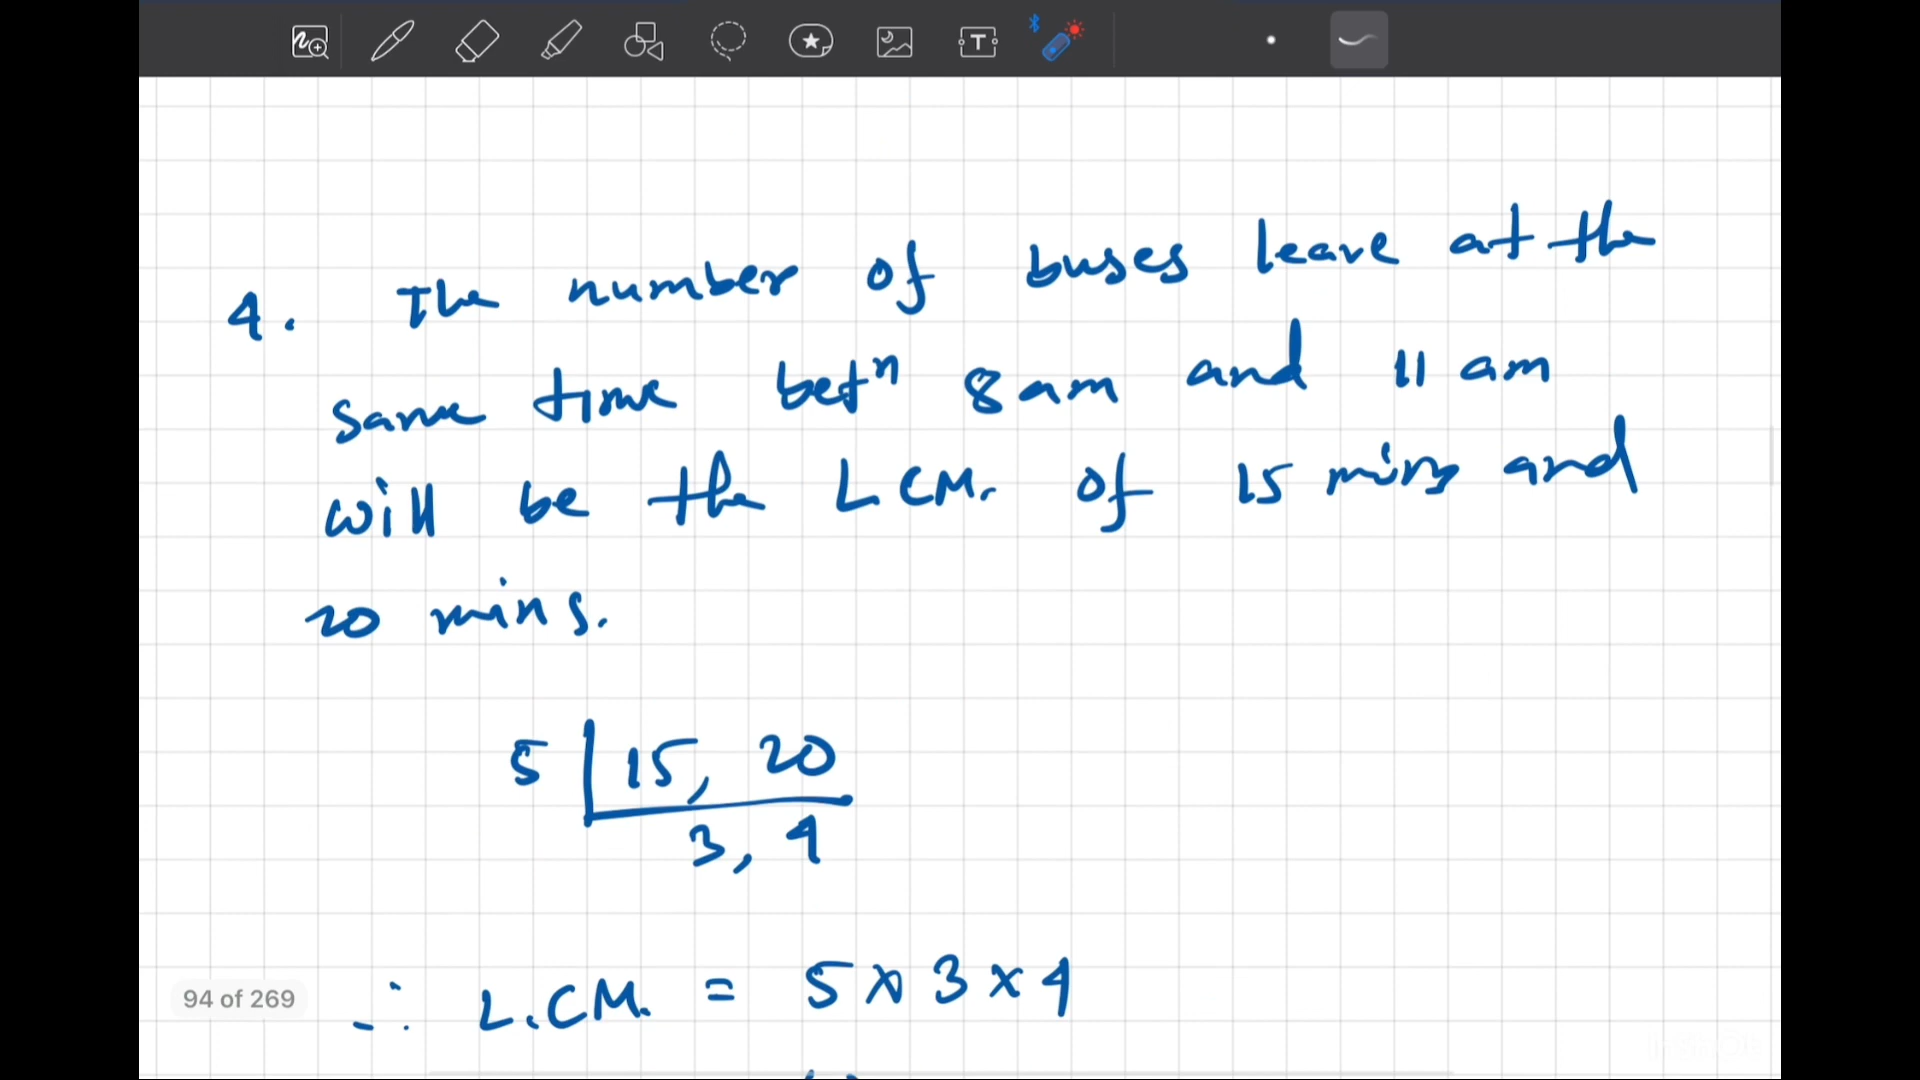 4. The number of buses leave at the
same time betⁿ 8 am and 11 am
will be the LCM. of 15 mins and
20 mins.
5 | 15, 20
3, 4
∴ L.C.M. = 5 × 3 × 4
94 of 269